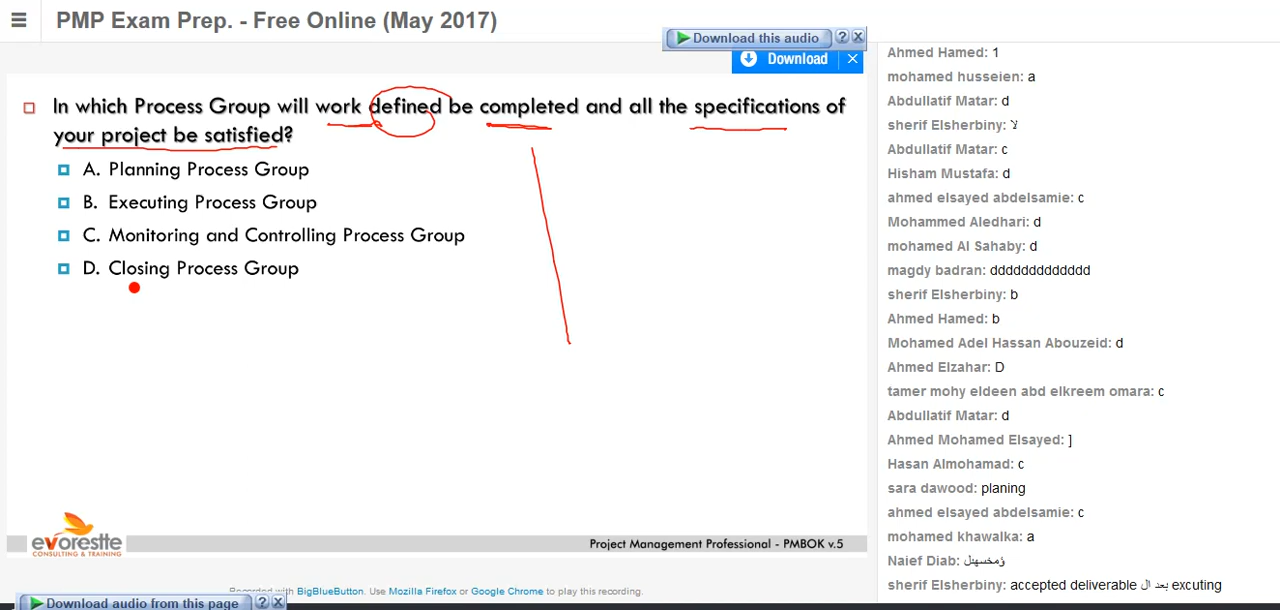 PMP Exam Prep. - Free Online (May 2017)
Download this audio
Download
In which Process Group will work defined be completed and all the specifications of
your project be satisfied?
A. Planning Process Group
B. Executing Process Group
C. Monitoring and Controlling Process Group
D. Closing Process Group
evorestte
CONSULTING & TRAINING
Project Management Professional - PMBOK v.5
Recorded with BigBlueButton. Use Mozilla Firefox or Google Chrome to play this recording.
Download audio from this page
Ahmed Hamed: 1
mohamed husseien: a
Abdullatif Matar: d
sherif Elsherbiny: لا
Abdullatif Matar: c
Hisham Mustafa: d
ahmed elsayed abdelsamie: c
Mohammed Aledhari: d
mohamed Al Sahaby: d
magdy badran: ddddddddddddd
sherif Elsherbiny: b
Ahmed Hamed: b
Mohamed Adel Hassan Abouzeid: d
Ahmed Elzahar: D
tamer mohy eldeen abd elkreem omara: c
Abdullatif Matar: d
Ahmed Mohamed Elsayed: ]
Hasan Almohamad: c
sara dawood: planing
ahmed elsayed abdelsamie: c
mohamed khawalka: a
Naief Diab: ؤمخسهىل
sherif Elsherbiny: accepted deliverable بعد ال excuting